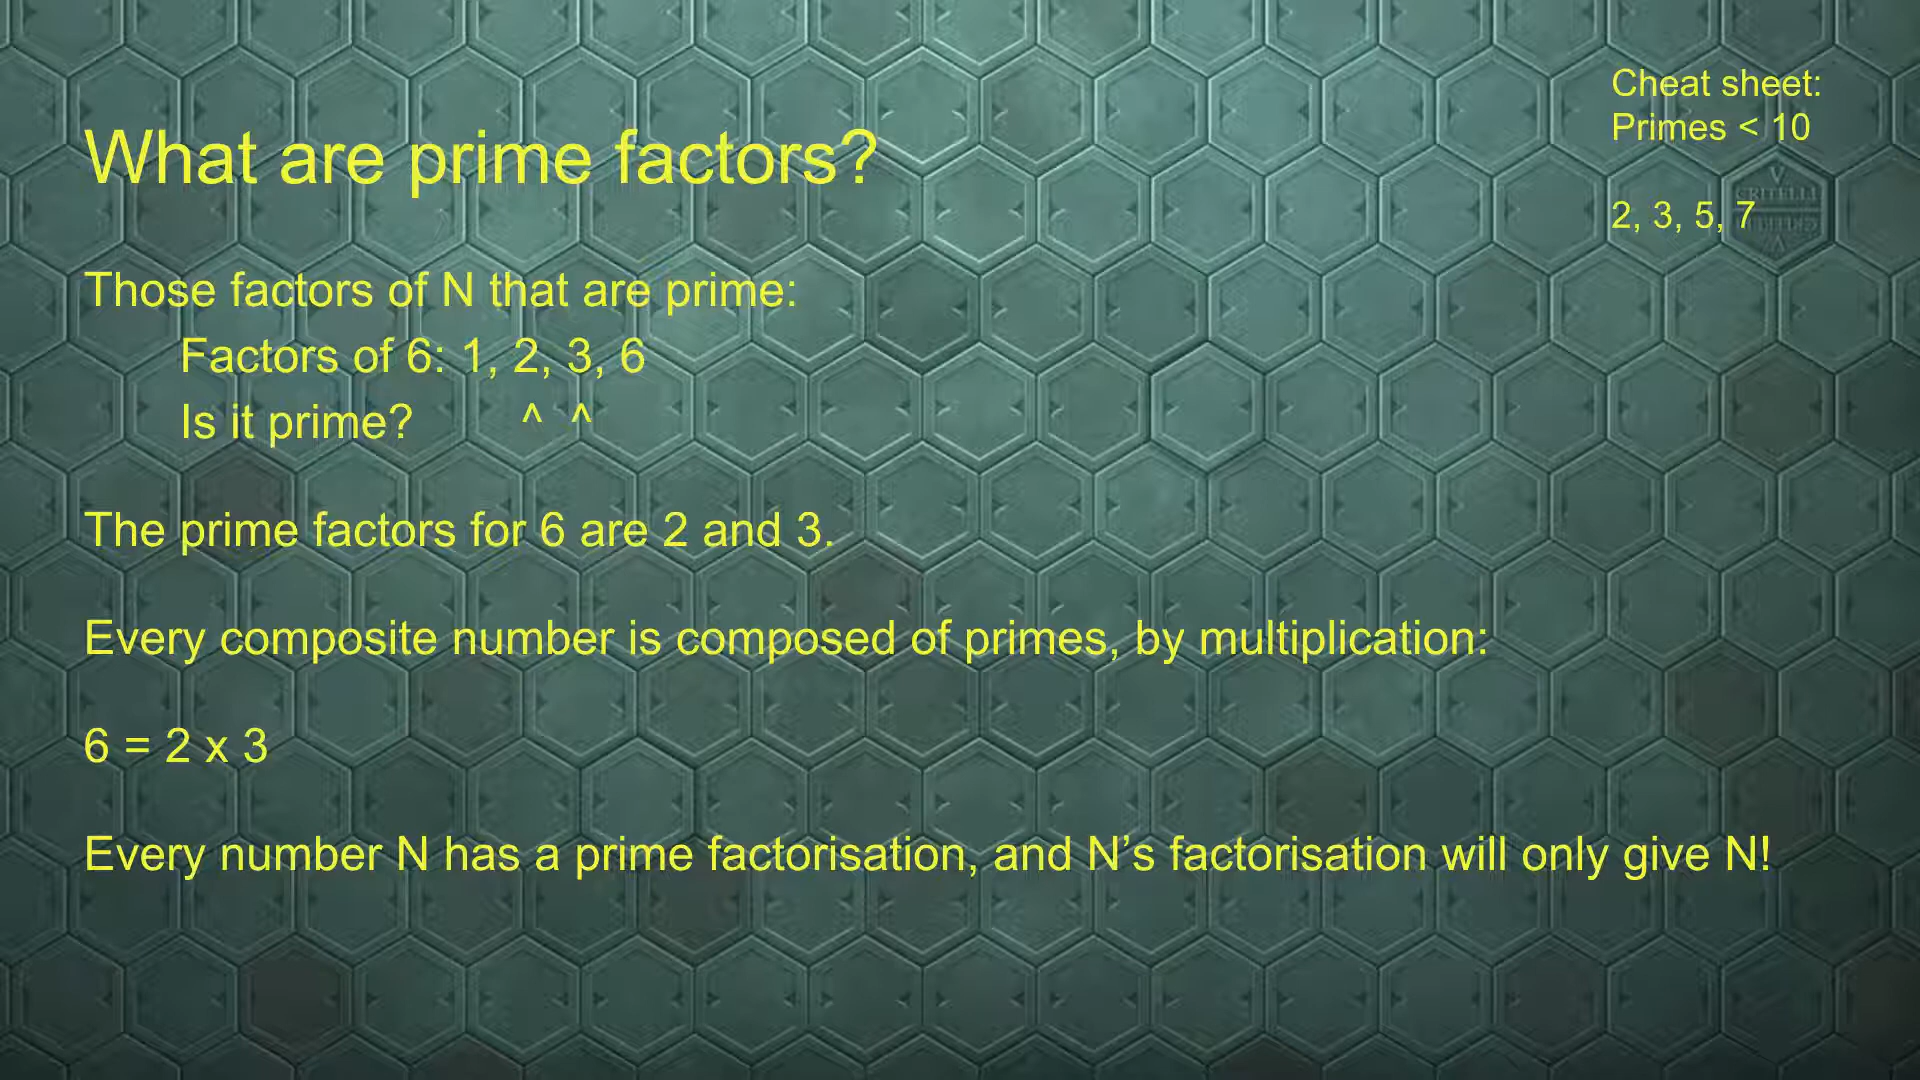 What are prime factors?
Cheat sheet:
Primes < 10
2, 3, 5, 7
Those factors of N that are prime:
Factors of 6: 1, 2, 3, 6
Is it prime? ^ ^
The prime factors for 6 are 2 and 3.
Every composite number is composed of primes, by multiplication:
6 = 2 x 3
Every number N has a prime factorisation, and N’s factorisation will only give N!